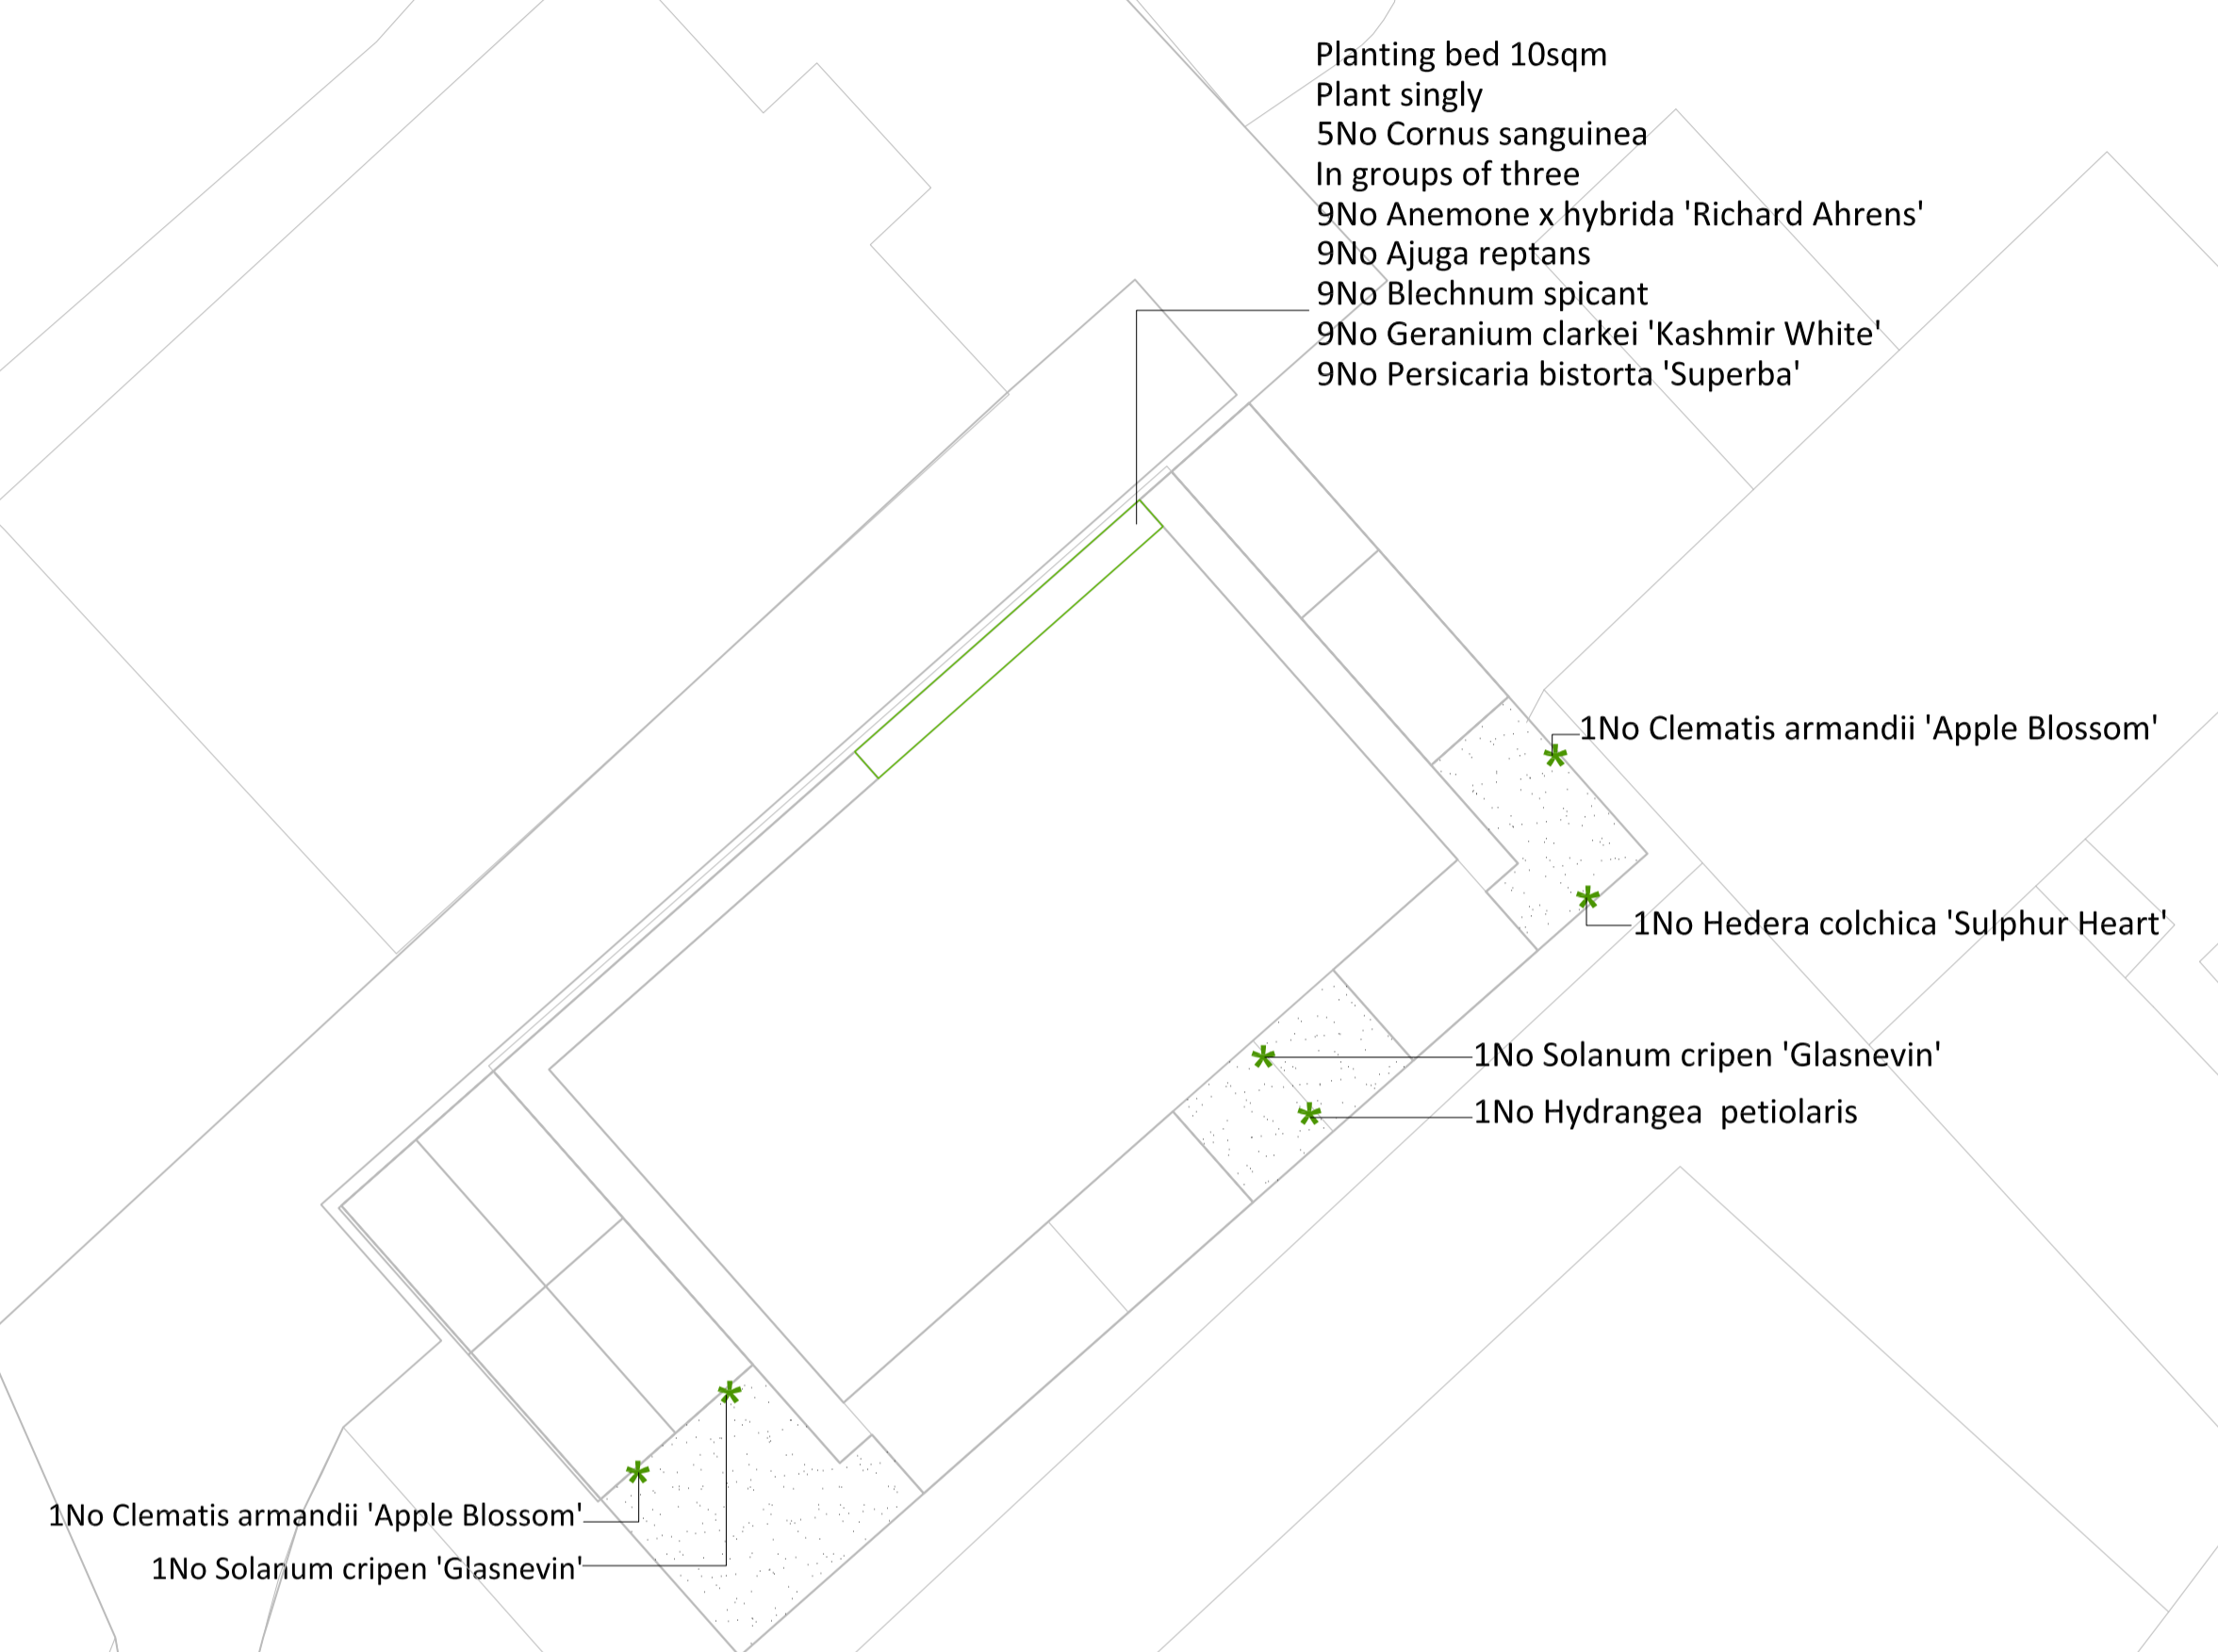 Planting bed 10sqm
Plant singly
5No Cornus sanguinea
In groups of three
9No Anemone x hybrida 'Richard Ahrens'
9No Ajuga reptans
9No Blechnum spicant
9No Geranium clarkei 'Kashmir White'
9No Persicaria bistorta 'Superba'
1No Clematis armandii 'Apple Blossom'
1No Hedera colchica 'Sulphur Heart'
1No Solanum cripen 'Glasnevin'
1No Hydrangea  petiolaris
1No Clematis armandii 'Apple Blossom'
1No Solanum cripen 'Glasnevin'